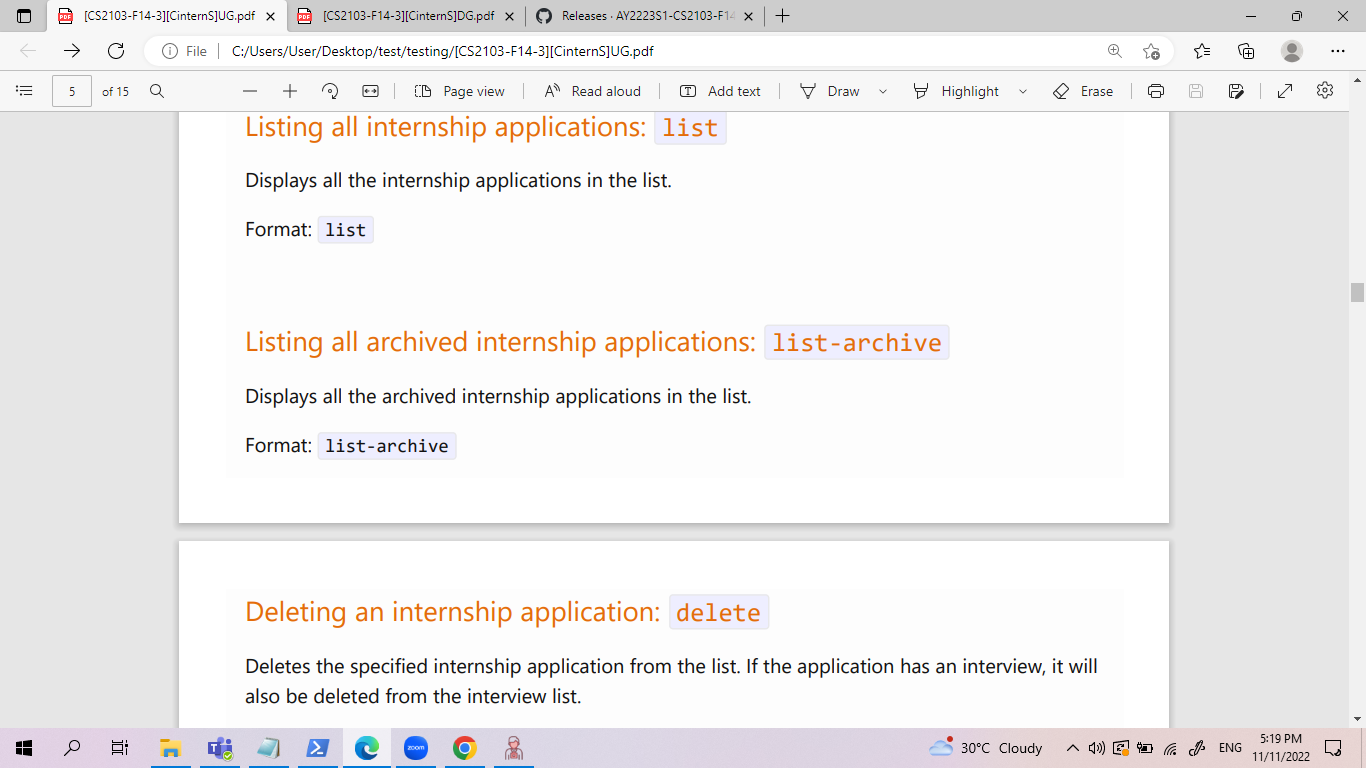 [CS2103-F14-3][CinternS]UG.pdf
[CS2103-F14-3][CinternS]DG.pdf
Releases · AY2223S1-CS2103-F14
File
C:/Users/User/Desktop/test/testing/[CS2103-F14-3][CinternS]UG.pdf
5 of 15
Page view
Read aloud
Add text
Draw
Highlight
Erase
Listing all internship applications: list
Displays all the internship applications in the list.
Format: list
Listing all archived internship applications: list-archive
Displays all the archived internship applications in the list.
Format: list-archive
Deleting an internship application: delete
Deletes the specified internship application from the list. If the application has an interview, it will
also be deleted from the interview list.
zoom
30°C Cloudy
ENG
5:19 PM
11/11/2022